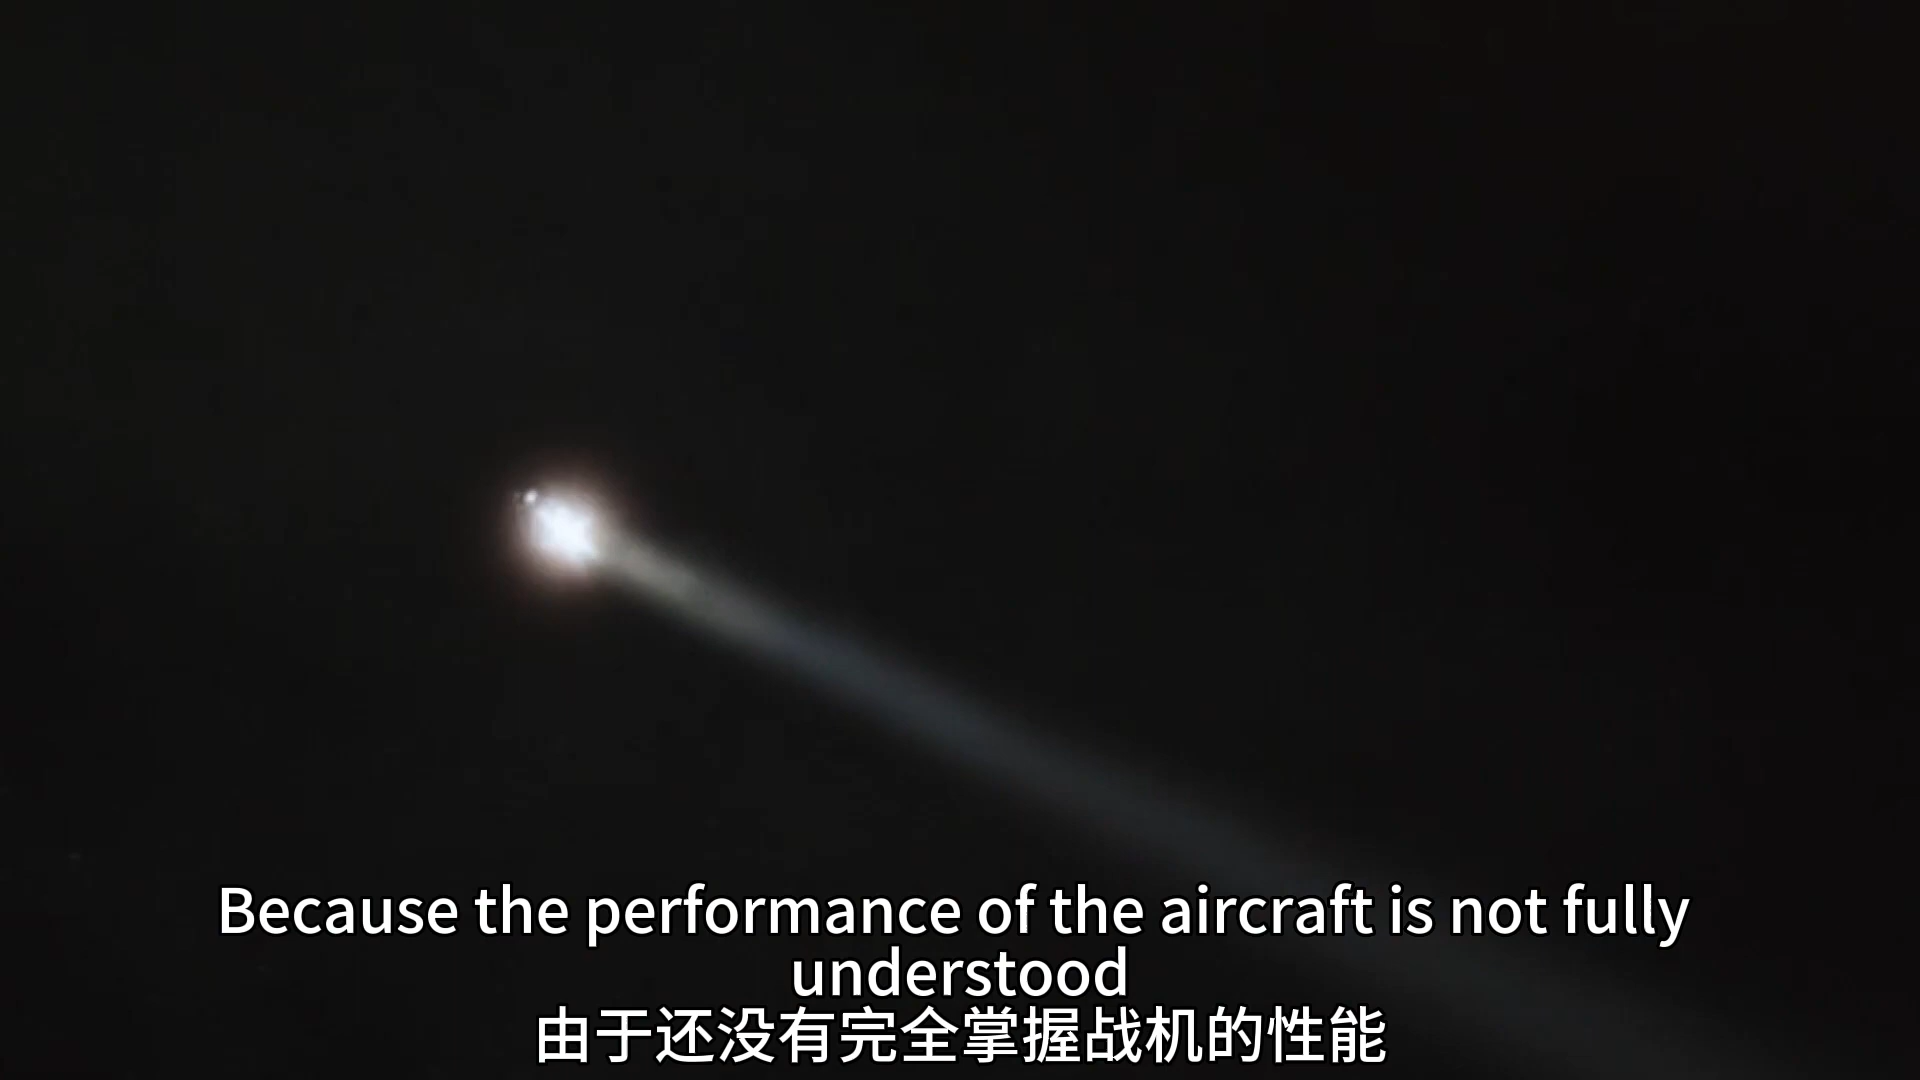 Because the performance of the aircraft is not fully
understood
由于还没有完全掌握战机的性能